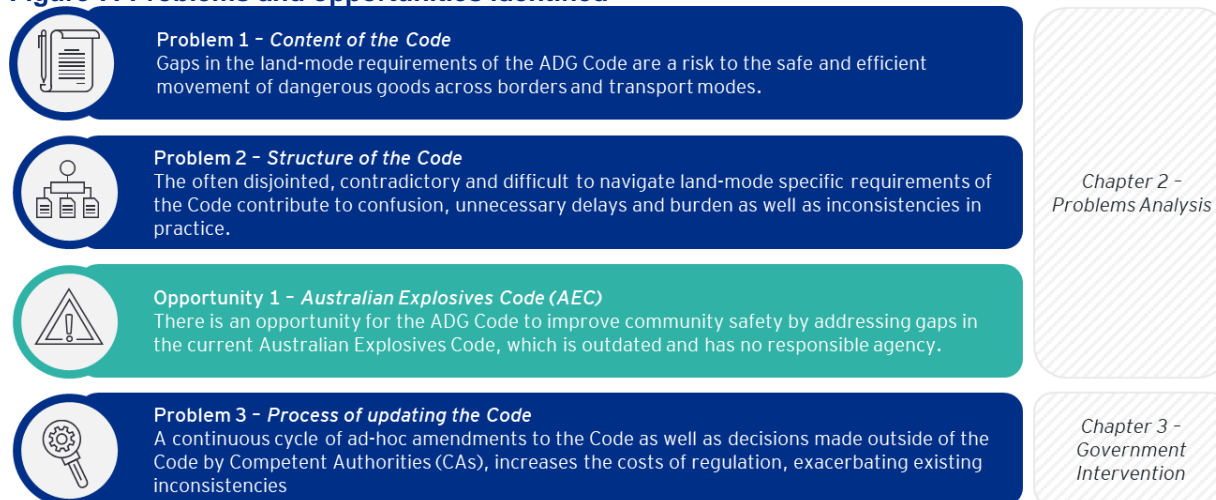 Figure 7: Problems and opportunities identified
Problem 1 – Content of the Code
Gaps in the land-mode requirements of the ADG Code are a risk to the safe and efficient
movement of dangerous goods across borders and transport modes.
Problem 2 – Structure of the Code
The often disjointed, contradictory and difficult to navigate land-mode specific requirements of
the Code contribute to confusion, unnecessary delays and burden as well as inconsistencies in
practice.
Chapter 2 –
Problems Analysis
Opportunity 1 – Australian Explosives Code (AEC)
There is an opportunity for the ADG Code to improve community safety by addressing gaps in
the current Australian Explosives Code, which is outdated and has no responsible agency.
Problem 3 – Process of updating the Code
A continuous cycle of ad-hoc amendments to the Code as well as decisions made outside of the
Code by Competent Authorities (CAs), increases the costs of regulation, exacerbating existing
inconsistencies
Chapter 3 –
Government
Intervention